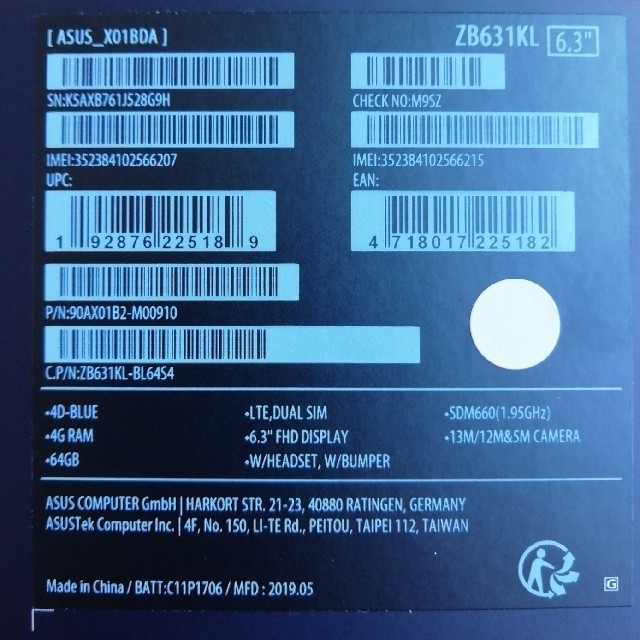 [ ASUS_X01BDA ]
ZB631KL 6.3"
SN:K5AXB761J528G9H
CHECK NO:M9SZ
IMEI:352384102566207
IMEI:352384102566215
UPC:
EAN:
1 92876 22518 9
4 718017 225182
P/N:90AX01B2-M00910
C.P/N:ZB631KL-BL64S4
•4D-BLUE
•LTE,DUAL SIM
•SDM660(1.95GHz)
•4G RAM
•6.3" FHD DISPLAY
•13M/12M&5M CAMERA
•64GB
•W/HEADSET, W/BUMPER
ASUS COMPUTER GmbH | HARKORT STR. 21-23, 40880 RATINGEN, GERMANY
ASUSTek Computer Inc. | 4F, No. 150, LI-TE Rd., PEITOU, TAIPEI 112, TAIWAN
Made in China / BATT:C11P1706 / MFD : 2019.05
G